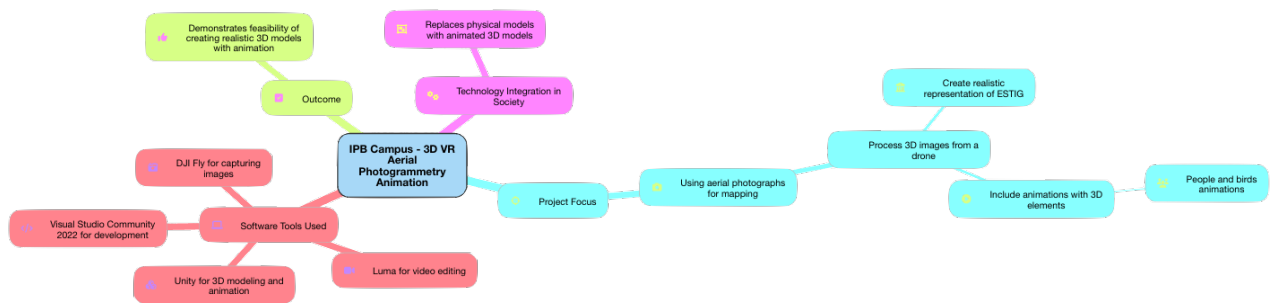 IPB Campus - 3D VR
Aerial
Photogrammetry
Animation
Outcome
Demonstrates feasibility of
creating realistic 3D models
with animation
Technology Integration in
Society
Replaces physical models
with animated 3D models
Project Focus
Using aerial photographs
for mapping
Process 3D images from a
drone
Create realistic
representation of ESTIG
Include animations with 3D
elements
People and birds
animations
Software Tools Used
DJI Fly for capturing
images
Visual Studio Community
2022 for development
Unity for 3D modeling and
animation
Luma for video editing